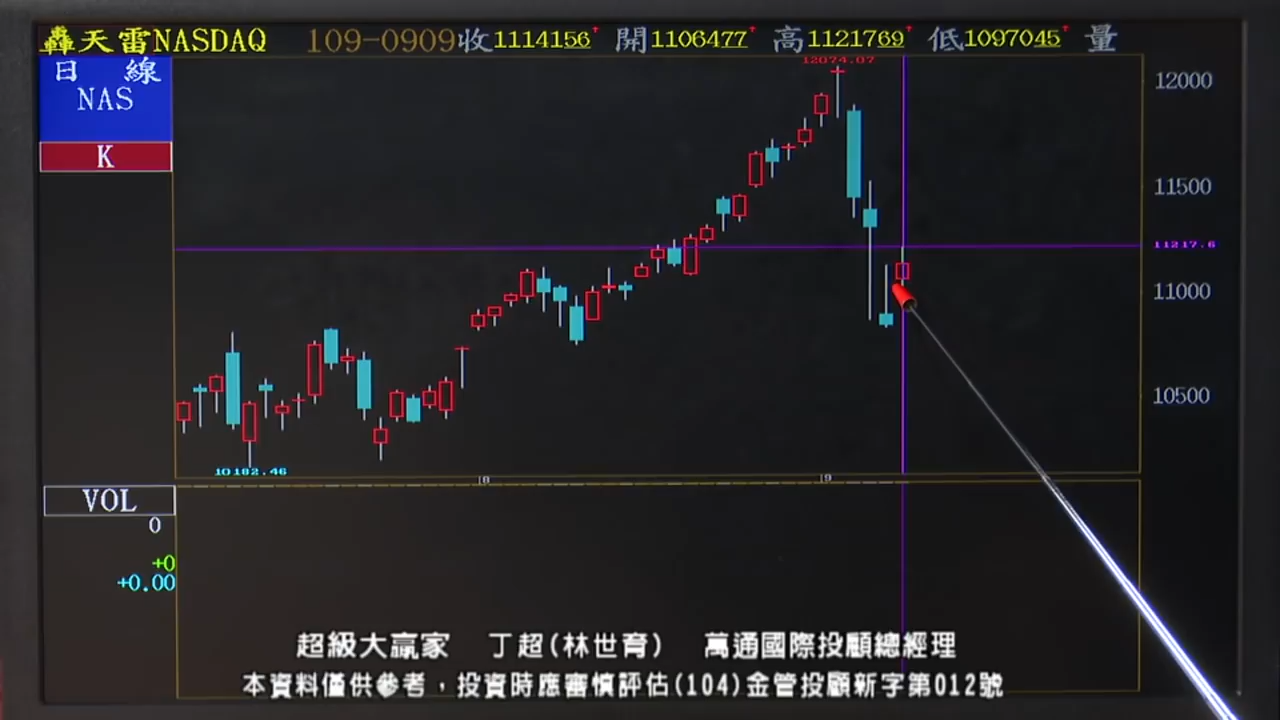 轟天雷NASDAQ 109-0909 收1114156 開1106477 高1121769 低1097045 量
日 線
NAS
K
12074.07
12000
11500
11217.6
11000
10500
10182.46
8
9
VOL
0
+0
+0.00
超級大贏家 丁超(林世育) 萬通國際投顧總經理
本資料僅供參考，投資時應審慎評估(104)金管投顧新字第012號